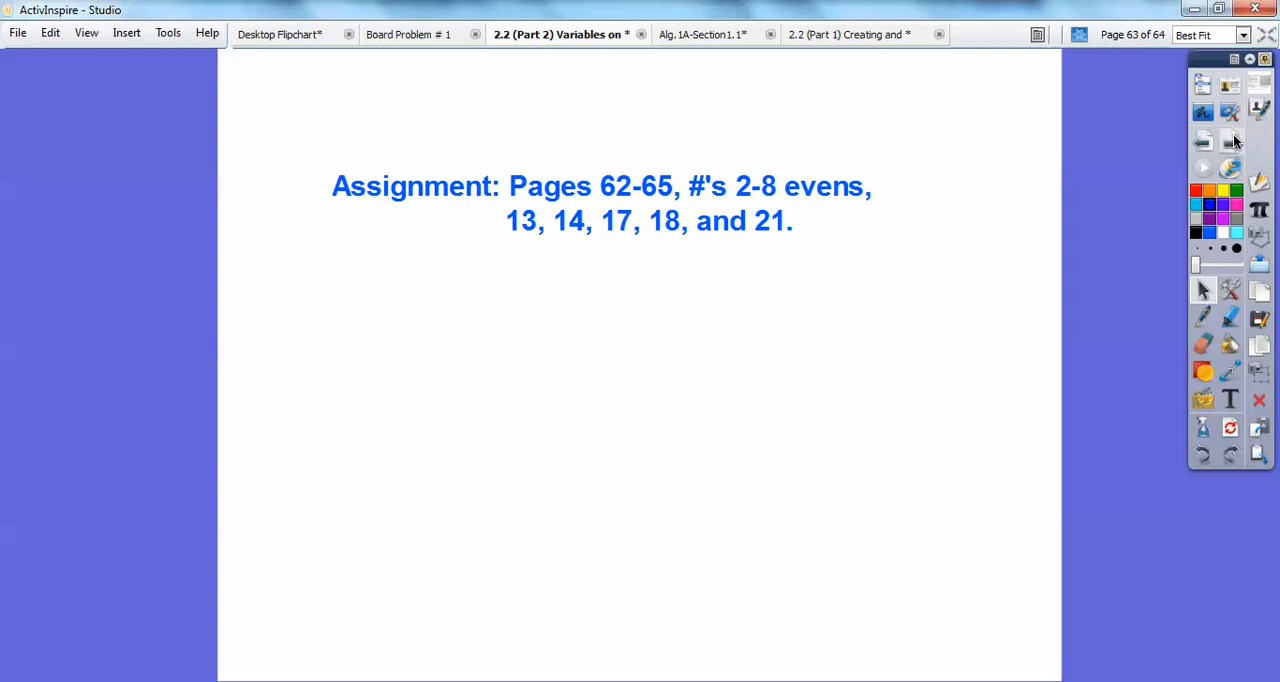 ActivInspire - Studio
File Edit View Insert Tools Help
Desktop Flipchart* Board Problem # 1 2.2 (Part 2) Variables on * Alg.1A-Section1.1* 2.2 (Part 1) Creating and * Page 63 of 64 Best Fit
Assignment: Pages 62-65, #'s 2-8 evens,
13, 14, 17, 18, and 21.